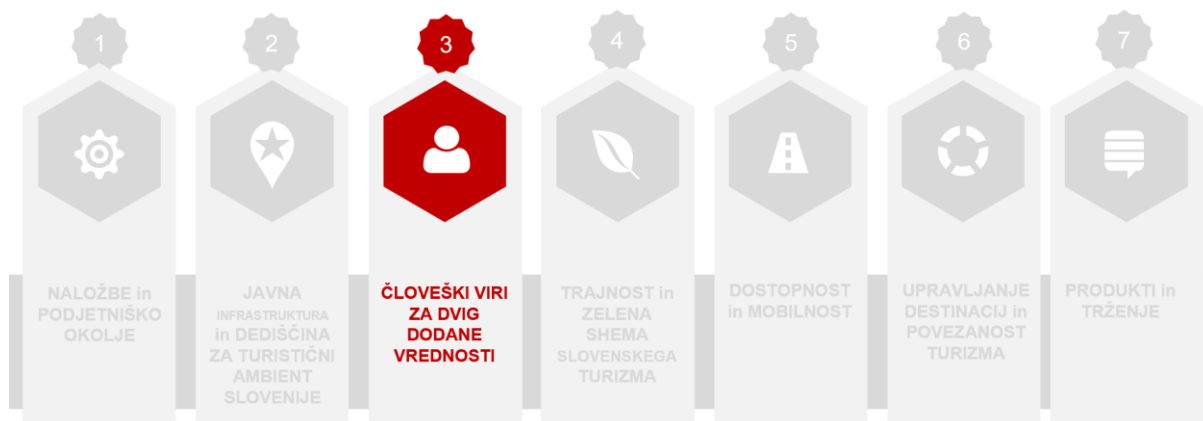 1
NALOŽBE in
PODJETNIŠKO
OKOLJE
2
JAVNA
INFRASTRUKTURA
in DEDIŠČINA
ZA TURISTIČNI
AMBIENT
SLOVENIJE
3
ČLOVEŠKI VIRI
ZA DVIG
DODANE
VREDNOSTI
4
TRAJNOST in
ZELENA
SHEMA
SLOVENSKEGA
TURIZMA
5
DOSTOPNOST
in MOBILNOST
6
UPRAVLJANJE
DESTINACIJ in
POVEZANOST
TURIZMA
7
PRODUKTI in
TRŽENJE